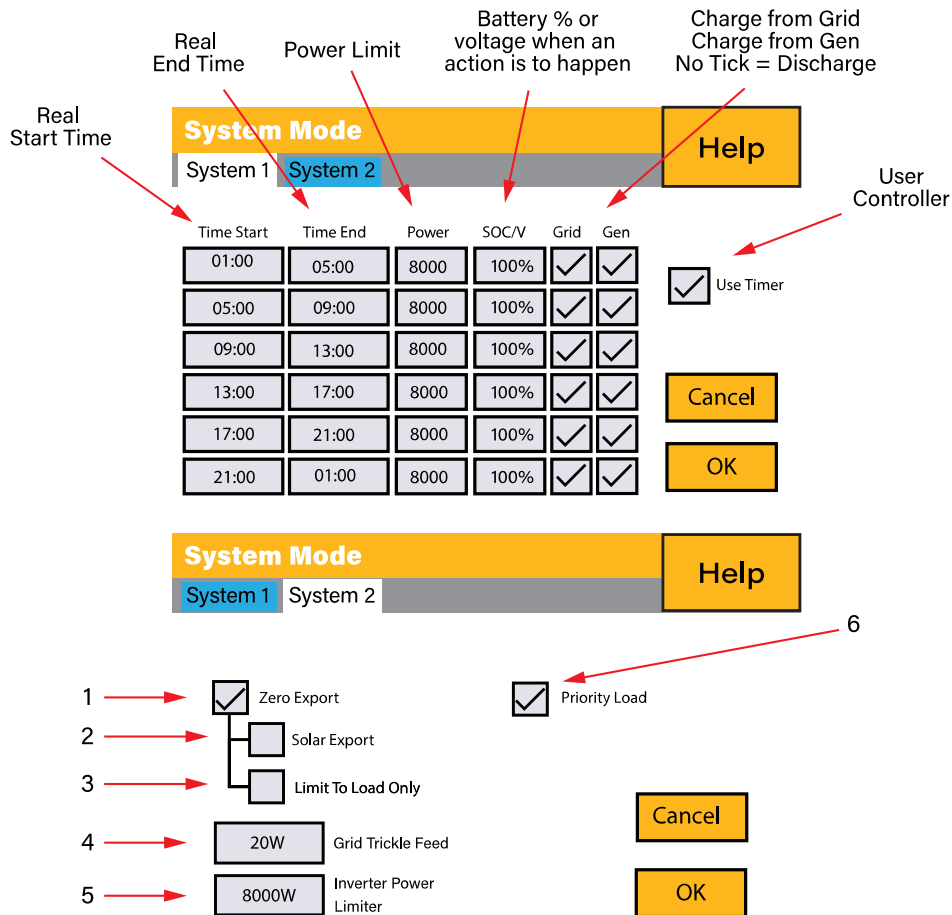 Real
Start Time
Real
End Time
Power Limit
Battery % or
voltage when an
action is to happen
Charge from Grid
Charge from Gen
No Tick = Discharge
User
Controller
System Mode
Help
System 1 System 2
Time Start Time End Power SOC/V Grid Gen
01:00 05:00 8000 100%
05:00 09:00 8000 100%
09:00 13:00 8000 100%
13:00 17:00 8000 100%
17:00 21:00 8000 100%
21:00 01:00 8000 100%
Use Timer
Cancel
OK
System Mode
Help
System 1 System 2
6
1 Zero Export
Priority Load
2 Solar Export
3 Limit To Load Only
4 20W Grid Trickle Feed
5 8000W Inverter Power
Limiter
Cancel
OK